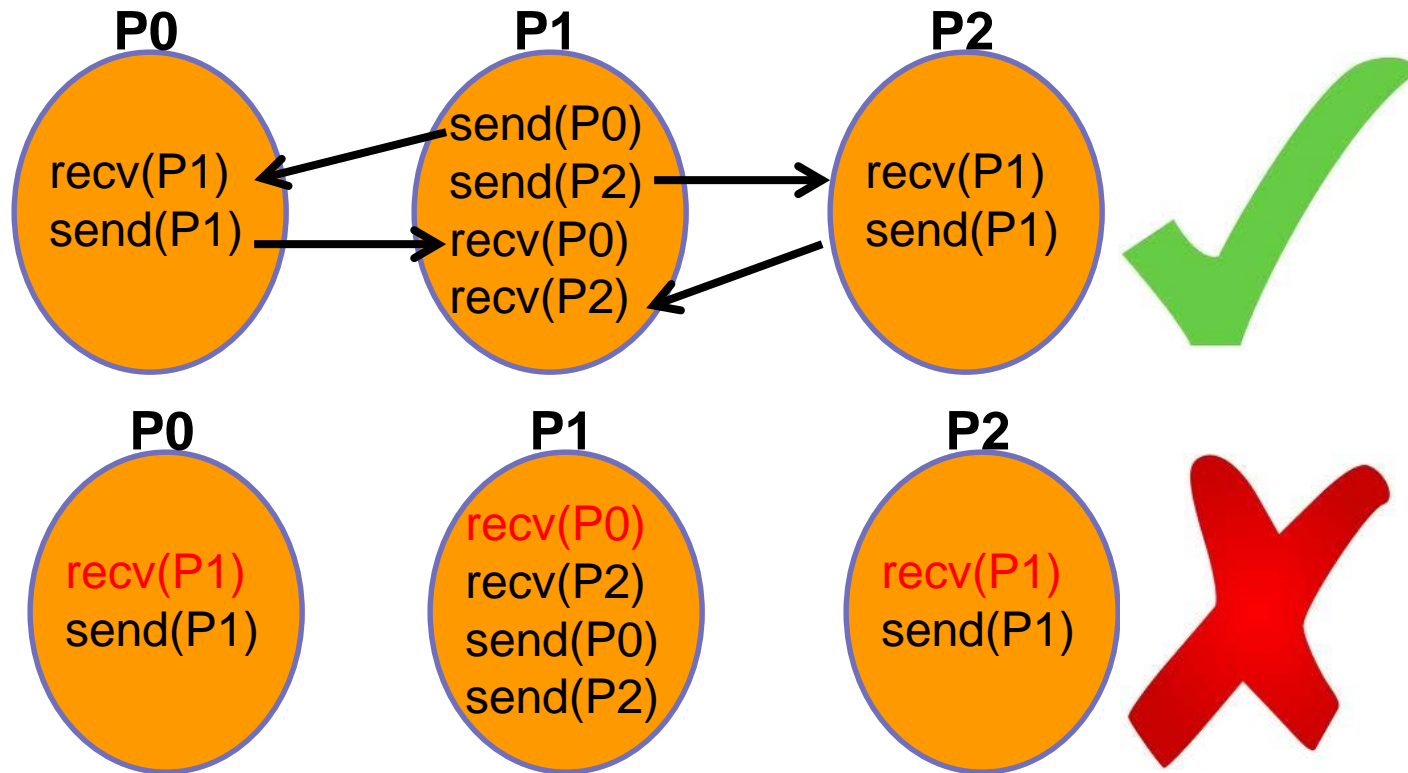 P0
P1
P2
recv(P1)
send(P1)
send(P0)
send(P2)
recv(P0)
recv(P2)
recv(P1)
send(P1)
P0
P1
P2
recv(P1)
send(P1)
recv(P0)
recv(P2)
send(P0)
send(P2)
recv(P1)
send(P1)